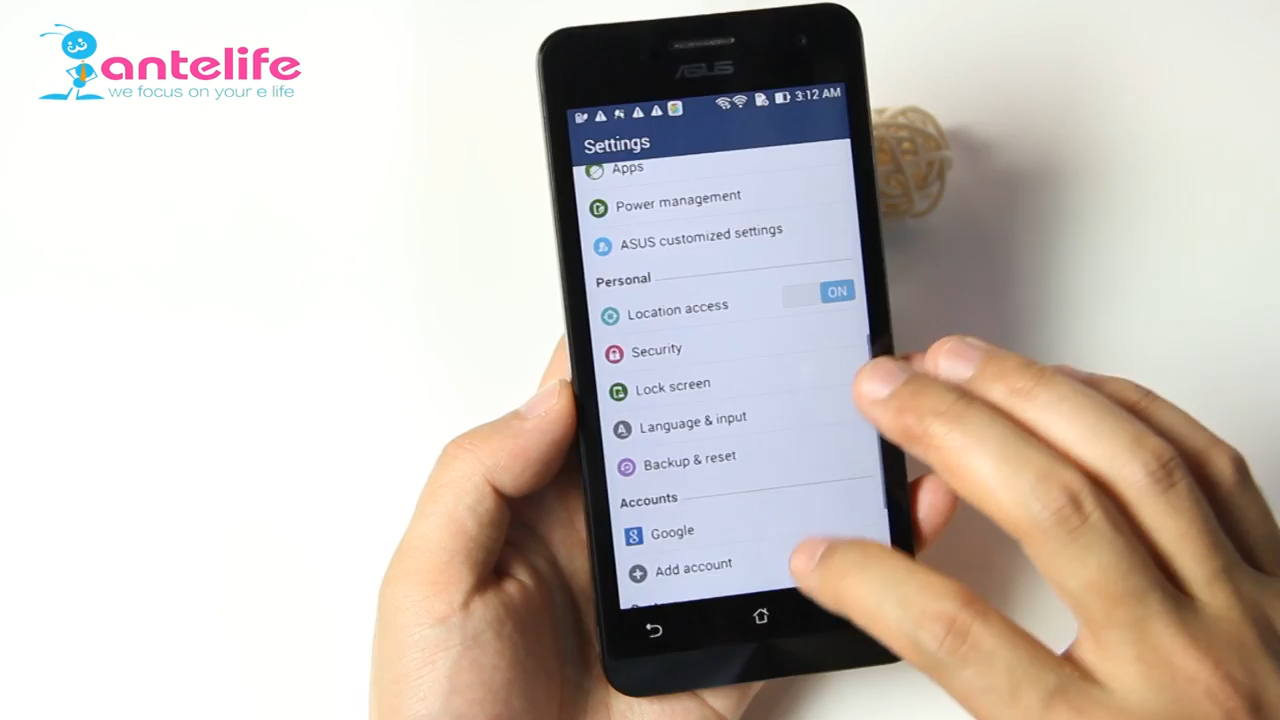 antelife
we focus on your e life
ASUS
3:12 AM
Settings
Apps
Power management
ASUS customized settings
Personal
Location access
ON
Security
Lock screen
Language & input
Backup & reset
Accounts
Google
Add account